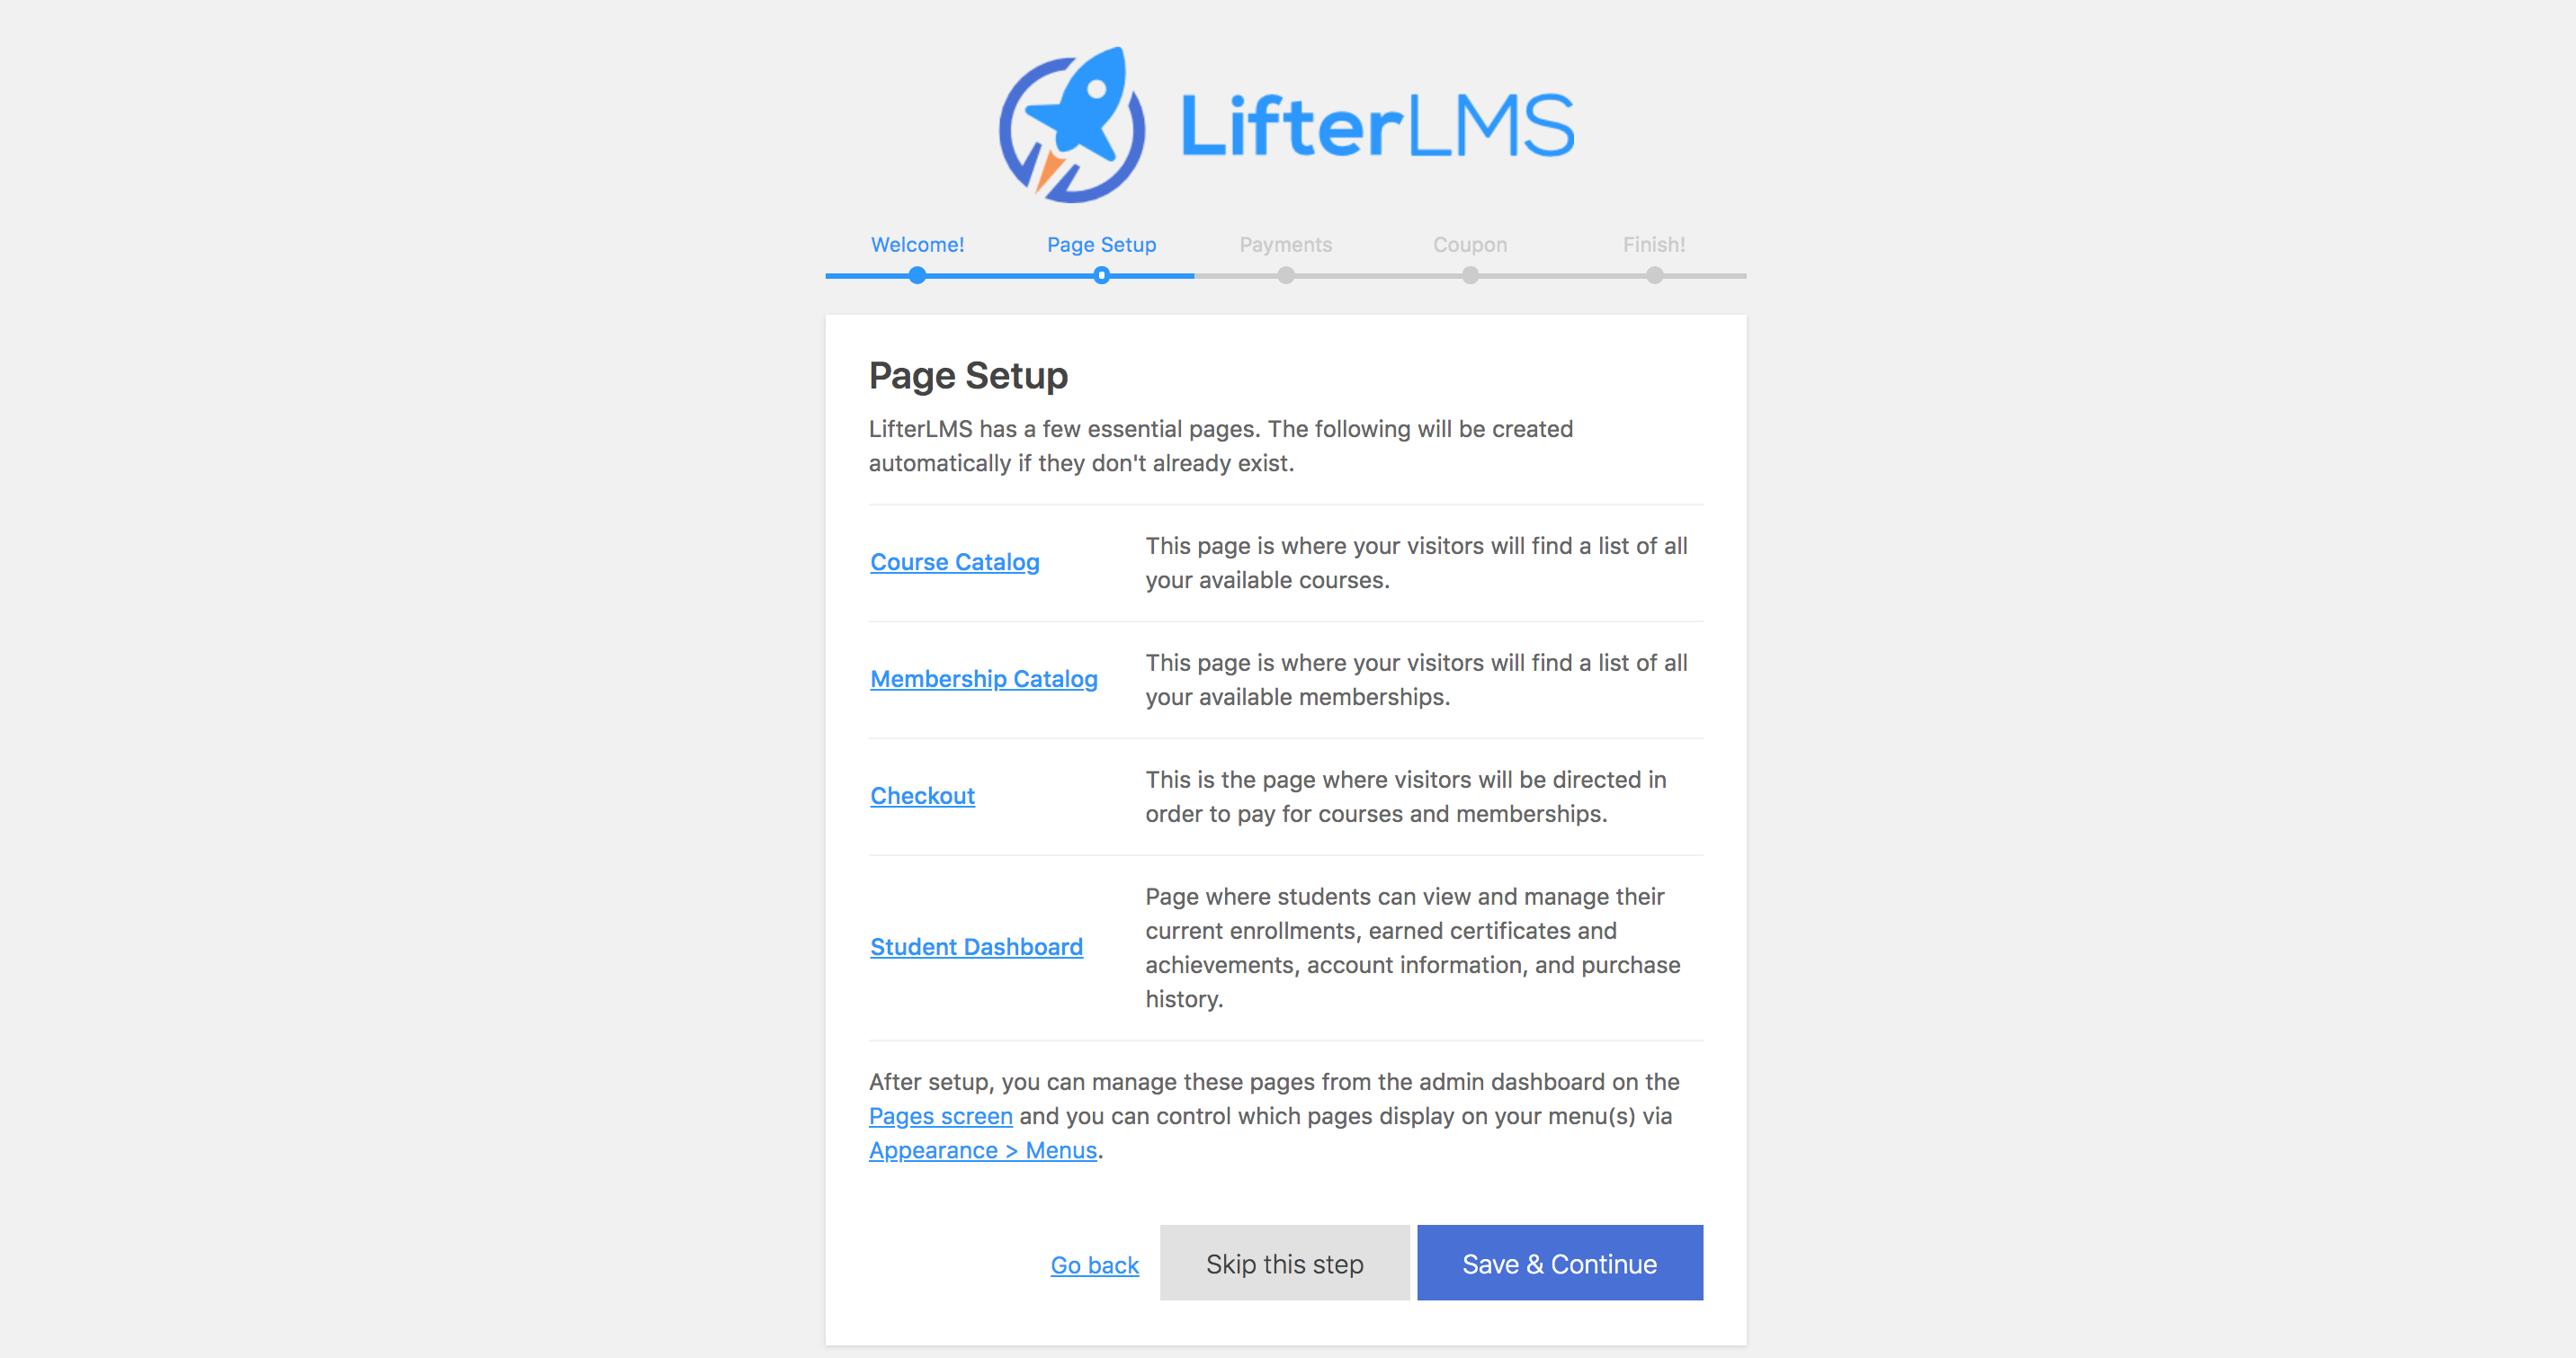 LifterLMS
Welcome!
Page Setup
Payments
Coupon
Finish!
Page Setup
LifterLMS has a few essential pages. The following will be created
automatically if they don't already exist.
Course Catalog
This page is where your visitors will find a list of all
your available courses.
Membership Catalog
This page is where your visitors will find a list of all
your available memberships.
Checkout
This is the page where visitors will be directed in
order to pay for courses and memberships.
Student Dashboard
Page where students can view and manage their
current enrollments, earned certificates and
achievements, account information, and purchase
history.
After setup, you can manage these pages from the admin dashboard on the
Pages screen and you can control which pages display on your menu(s) via
Appearance > Menus.
Go back
Skip this step
Save & Continue